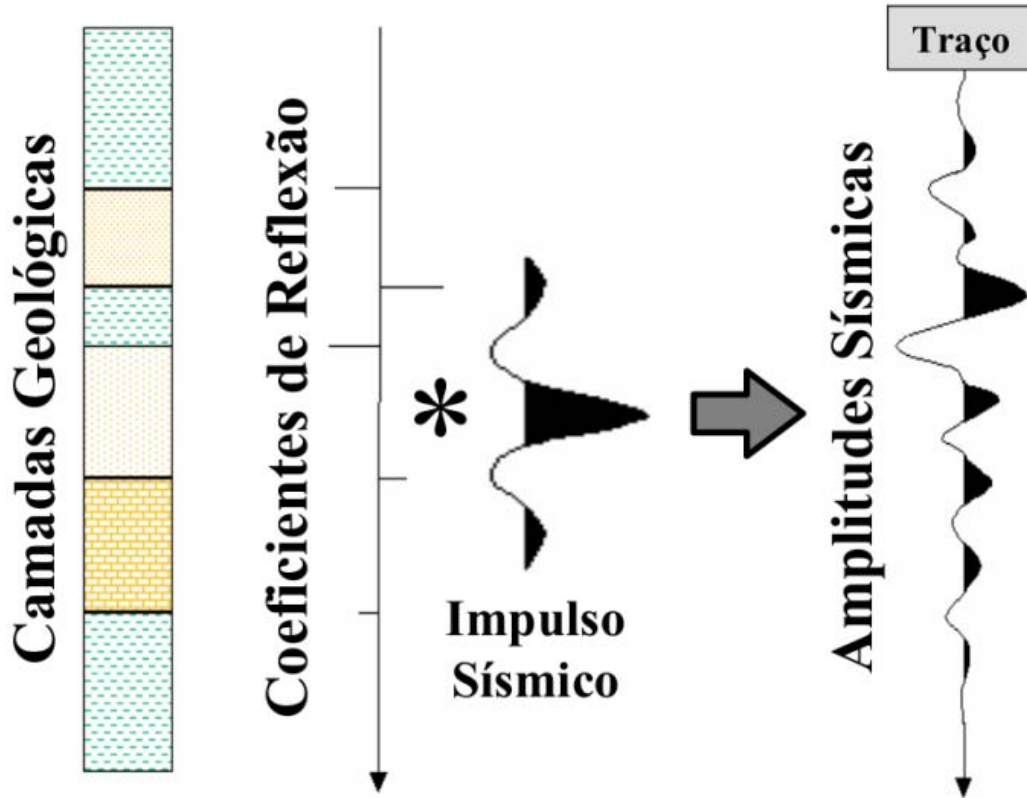 Camadas Geológicas
Coeficientes de Reflexão
*
Impulso
Sísmico
Amplitudes Sísmicas
Traço